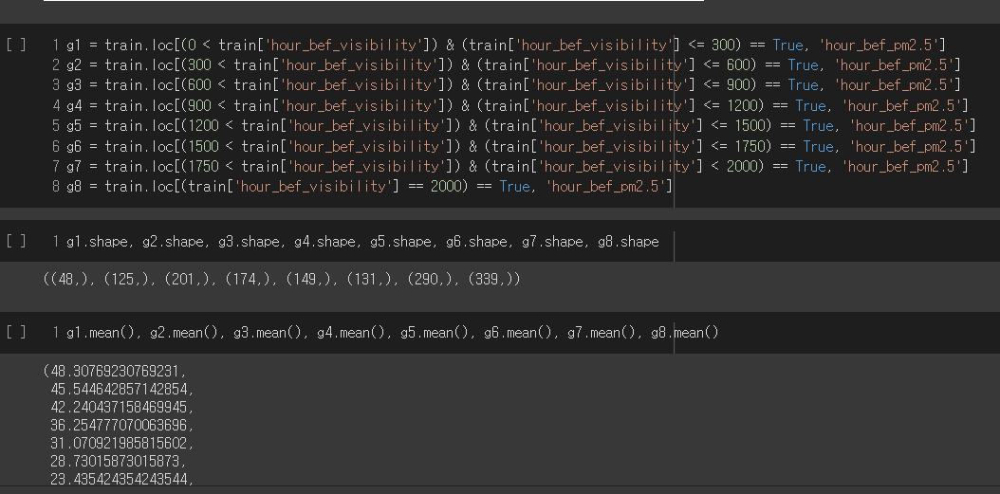 [ ]
1 g1 = train.loc[(0 < train['hour_bef_visibility']) & (train['hour_bef_visibility'] <= 300) == True, 'hour_bef_pm2.5']
2 g2 = train.loc[(300 < train['hour_bef_visibility']) & (train['hour_bef_visibility'] <= 600) == True, 'hour_bef_pm2.5']
3 g3 = train.loc[(600 < train['hour_bef_visibility']) & (train['hour_bef_visibility'] <= 900) == True, 'hour_bef_pm2.5']
4 g4 = train.loc[(900 < train['hour_bef_visibility']) & (train['hour_bef_visibility'] <= 1200) == True, 'hour_bef_pm2.5']
5 g5 = train.loc[(1200 < train['hour_bef_visibility']) & (train['hour_bef_visibility'] <= 1500) == True, 'hour_bef_pm2.5']
6 g6 = train.loc[(1500 < train['hour_bef_visibility']) & (train['hour_bef_visibility'] <= 1750) == True, 'hour_bef_pm2.5']
7 g7 = train.loc[(1750 < train['hour_bef_visibility']) & (train['hour_bef_visibility'] < 2000) == True, 'hour_bef_pm2.5']
8 g8 = train.loc[(train['hour_bef_visibility'] == 2000) == True, 'hour_bef_pm2.5']
[ ]
1 g1.shape, g2.shape, g3.shape, g4.shape, g5.shape, g6.shape, g7.shape, g8.shape
((48,), (125,), (201,), (174,), (149,), (131,), (290,), (339,))
[ ]
1 g1.mean(), g2.mean(), g3.mean(), g4.mean(), g5.mean(), g6.mean(), g7.mean(), g8.mean()
(48.30769230769231,
45.544642857142854,
42.240437158469945,
36.254777070063696,
31.070921985815602,
28.73015873015873,
23.435424354243544,